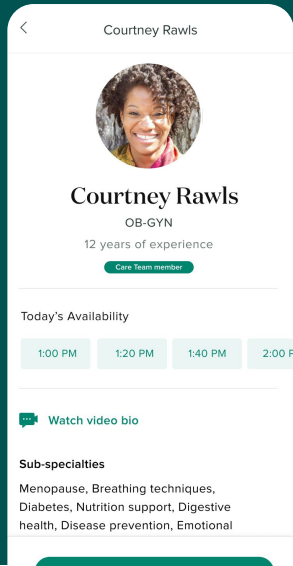 Courtney Rawls
Courtney Rawls
OB-GYN
12 years of experience
Care Team member
Today's Availability
1:00 PM 1:20 PM 1:40 PM 2:00 P
Watch video bio
Sub-specialties
Menopause, Breathing techniques,
Diabetes, Nutrition support, Digestive
health, Disease prevention, Emotional